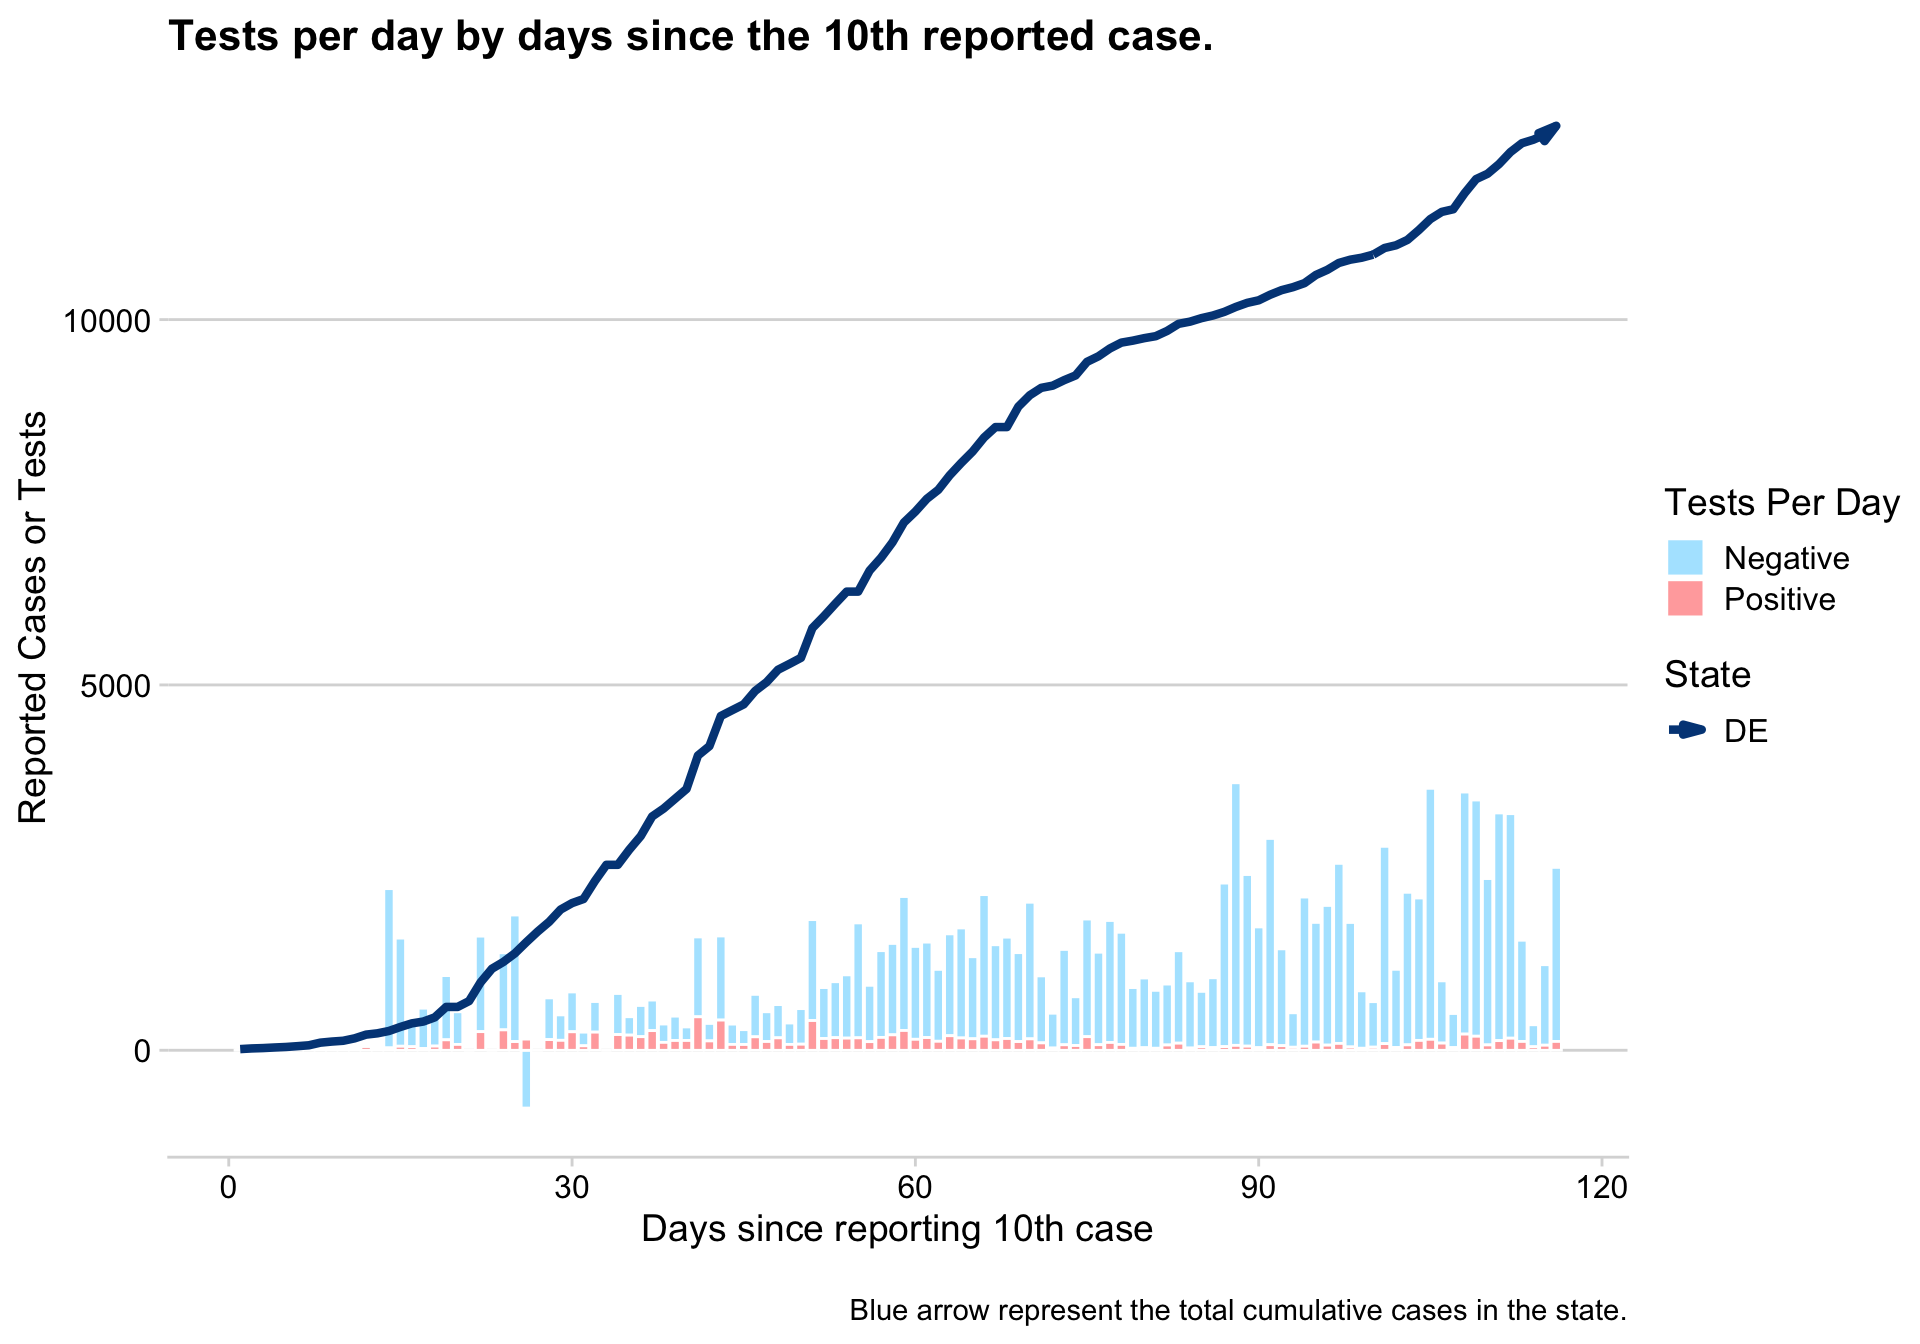 Tests per day by days since the 10th reported case.
10000
5000
0
Reported Cases or Tests
0
30
60
90
120
Days since reporting 10th case
Tests Per Day
Negative
Positive
State
DE
Blue arrow represent the total cumulative cases in the state.